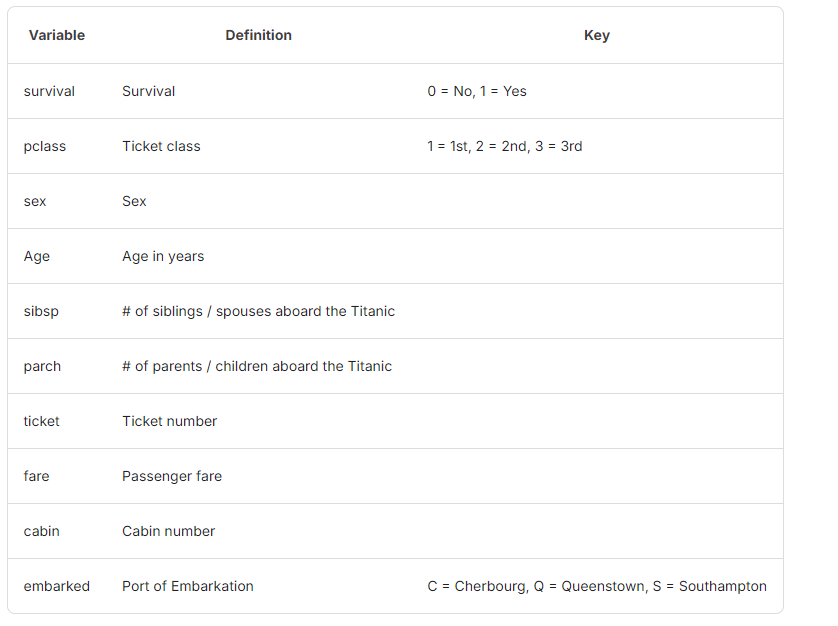 Variable Definition Key
survival Survival 0 = No, 1 = Yes
pclass Ticket class 1 = 1st, 2 = 2nd, 3 = 3rd
sex Sex
Age Age in years
sibsp # of siblings / spouses aboard the Titanic
parch # of parents / children aboard the Titanic
ticket Ticket number
fare Passenger fare
cabin Cabin number
embarked Port of Embarkation C = Cherbourg, Q = Queenstown, S = Southampton